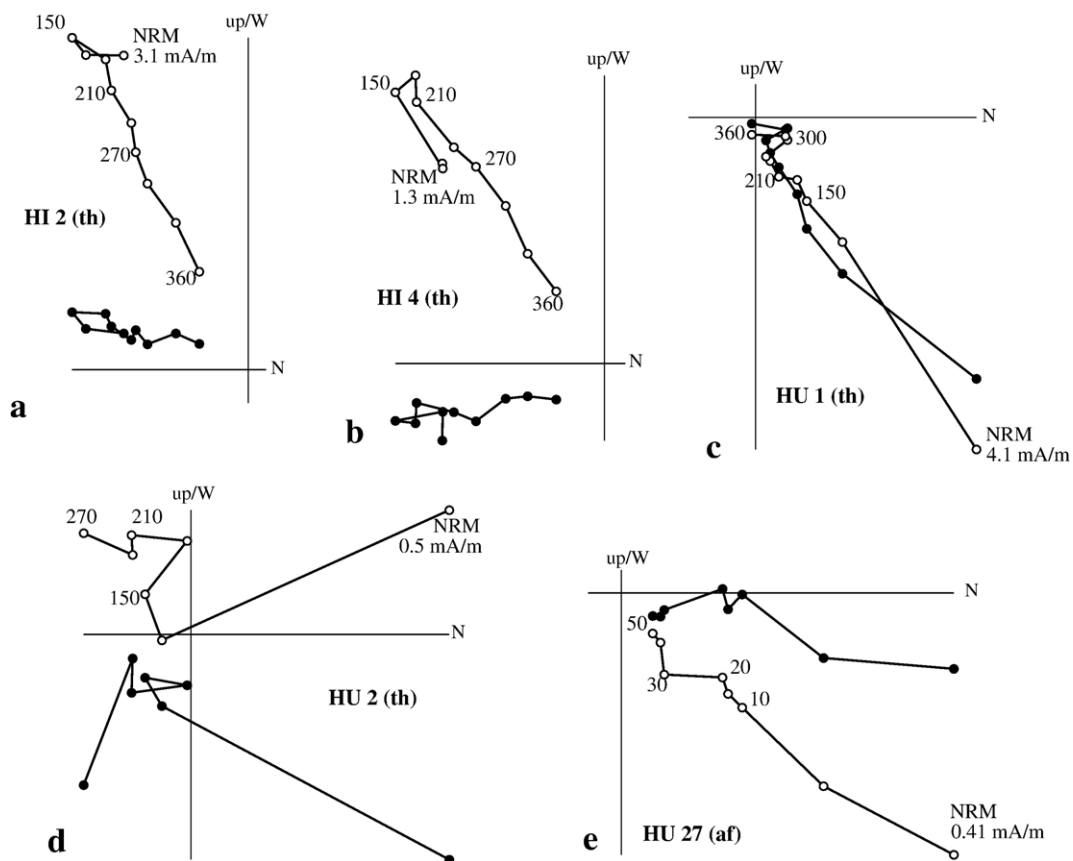 150
NRM
3.1 mA/m
up/W
210
270
HI 2 (th)
360
N
a
up/W
150
210
270
NRM
1.3 mA/m
HI 4 (th)
360
N
b
up/W
N
360
300
210
150
HU 1 (th)
NRM
4.1 mA/m
c
up/W
270
210
NRM
0.5 mA/m
150
N
HU 2 (th)
d
up/W
N
50
30
20
10
NRM
0.41 mA/m
HU 27 (af)
e